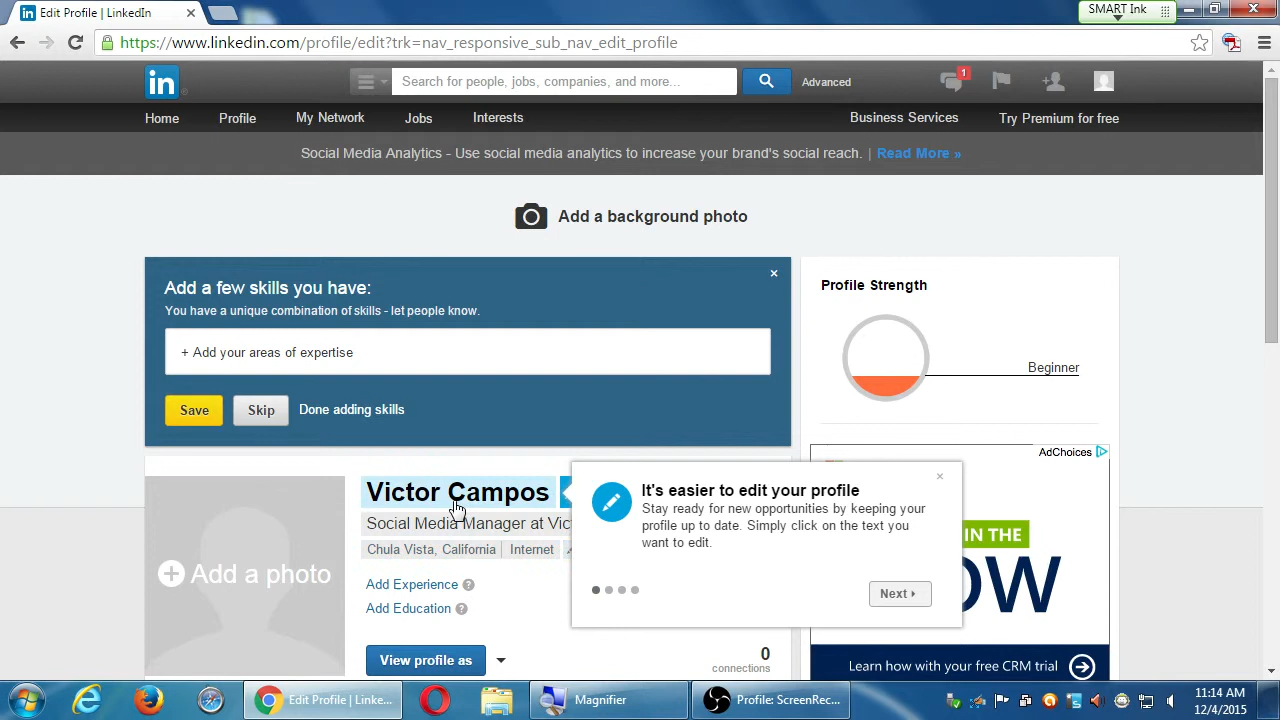 Edit Profile | LinkedIn
SMART Ink
https://www.linkedin.com/profile/edit?trk=nav_responsive_sub_nav_edit_profile
in
Search for people, jobs, companies, and more...
Advanced
1
Home
Profile
My Network
Jobs
Interests
Business Services
Try Premium for free
Social Media Analytics - Use social media analytics to increase your brand's social reach. | Read More »
Add a background photo
Add a few skills you have:
You have a unique combination of skills - let people know.
+ Add your areas of expertise
Save
Skip
Done adding skills
Profile Strength
Beginner
AdChoices
Victor Campos
Social Media Manager at Vic
Chula Vista, California
Internet
Add a photo
Add Experience ?
Add Education ?
View profile as
0
connections
It's easier to edit your profile
Stay ready for new opportunities by keeping your
profile up to date. Simply click on the text you
want to edit.
Next
IN THE
OW
Learn how with your free CRM trial
Edit Profile | Linke...
Magnifier
Profile: ScreenRec...
11:14 AM
12/4/2015